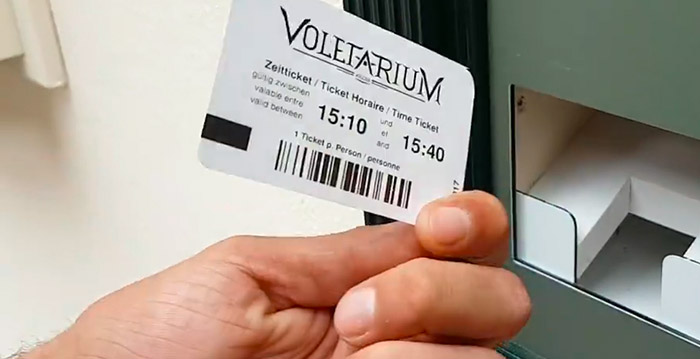 VOLETARIUM
Zeitticket / Ticket Horaire / Time Ticket
gültig zwischen und
valable entre 15:10 et 15:40
valid between and
1 Ticket p. Person / personne